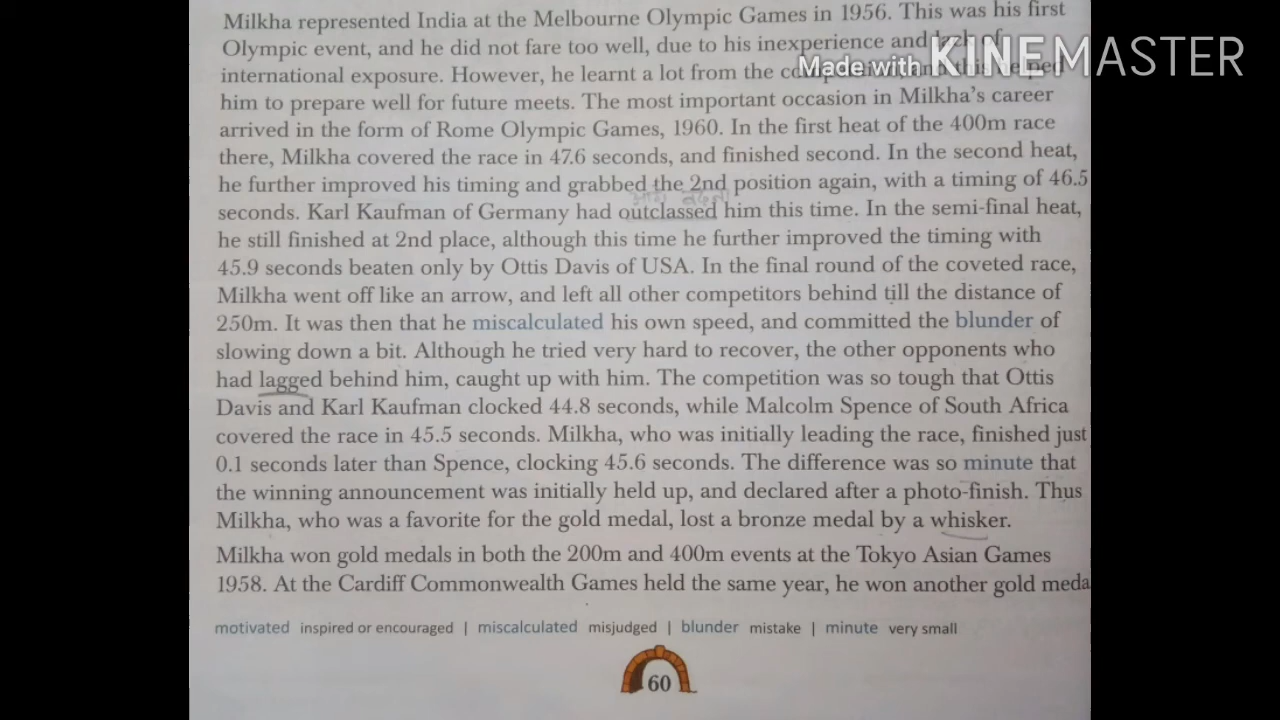 Milkha represented India at the Melbourne Olympic Games in 1956. This was his first
Olympic event, and he did not fare too well, due to his inexperience and lack of
Made with KINEMASTER
international exposure. However, he learnt a lot from the and this helped
him to prepare well for future meets. The most important occasion in Milkha's career
arrived in the form of Rome Olympic Games, 1960. In the first heat of the 400m race
there, Milkha covered the race in 47.6 seconds, and finished second. In the second heat,
he further improved his timing and grabbed the 2nd position again, with a timing of 46.5
seconds. Karl Kaufman of Germany had outclassed him this time. In the semi-final heat,
he still finished at 2nd place, although this time he further improved the timing with
45.9 seconds beaten only by Ottis Davis of USA. In the final round of the coveted race,
Milkha went off like an arrow, and left all other competitors behind till the distance of
250m. It was then that he miscalculated his own speed, and committed the blunder of
slowing down a bit. Although he tried very hard to recover, the other opponents who
had lagged behind him, caught up with him. The competition was so tough that Ottis
Davis and Karl Kaufman clocked 44.8 seconds, while Malcolm Spence of South Africa
covered the race in 45.5 seconds. Milkha, who was initially leading the race, finished just
0.1 seconds later than Spence, clocking 45.6 seconds. The difference was so minute that
the winning announcement was initially held up, and declared after a photo-finish. Thus
Milkha, who was a favorite for the gold medal, lost a bronze medal by a whisker.
Milkha won gold medals in both the 200m and 400m events at the Tokyo Asian Games
1958. At the Cardiff Commonwealth Games held the same year, he won another gold meda
motivated inspired or encouraged | miscalculated misjudged | blunder mistake | minute very small
60